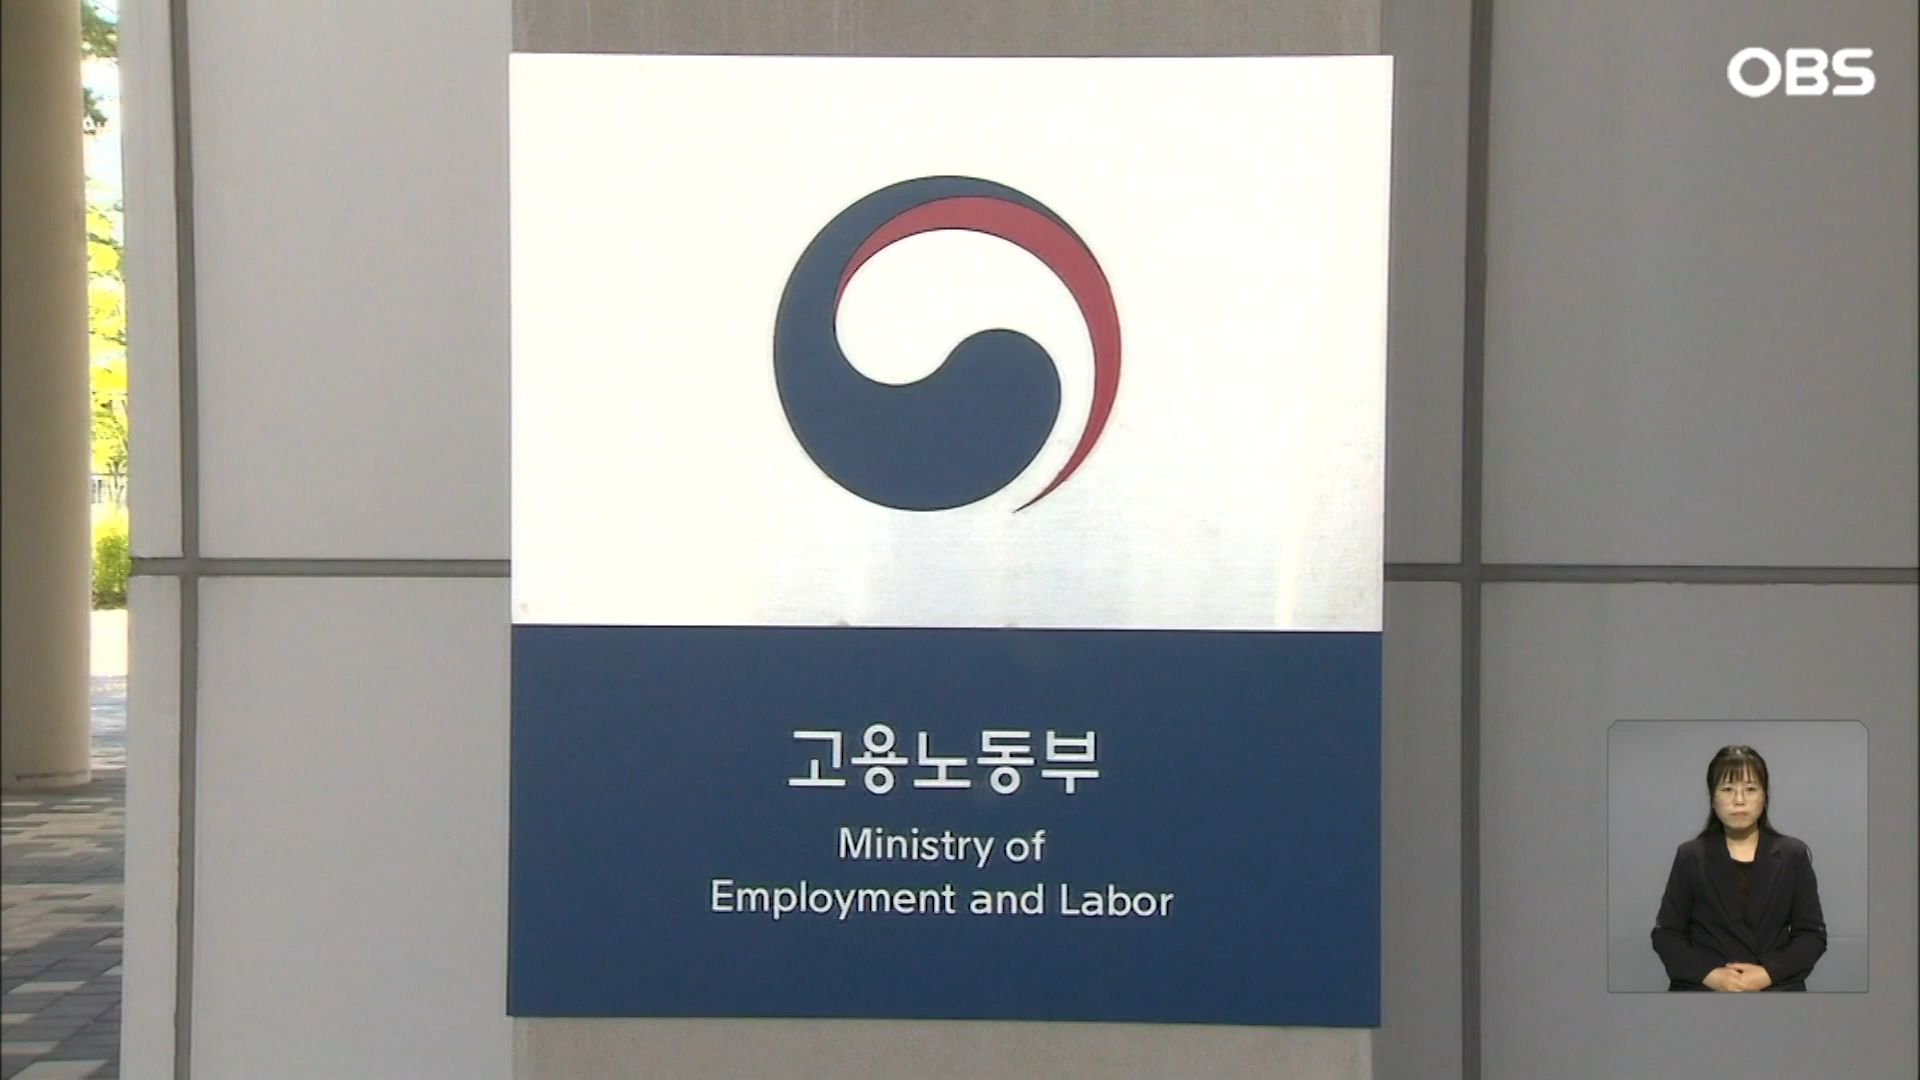 OBS
고용노동부
Ministry of
Employment and Labor